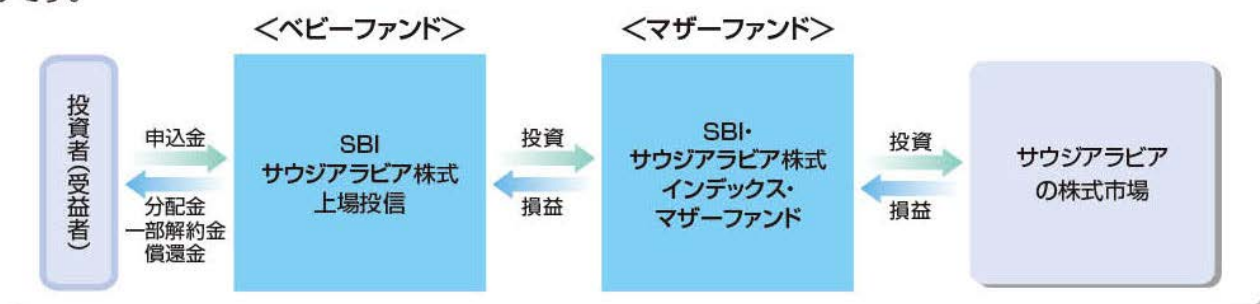 です。
＜ベビーファンド＞
＜マザーファンド＞
投資者(受益者)
申込金
分配金
一部解約金
償還金
SBI
サウジアラビア株式
上場投信
投資
損益
SBI・
サウジアラビア株式
インデックス・
マザーファンド
投資
損益
サウジアラビア
の株式市場